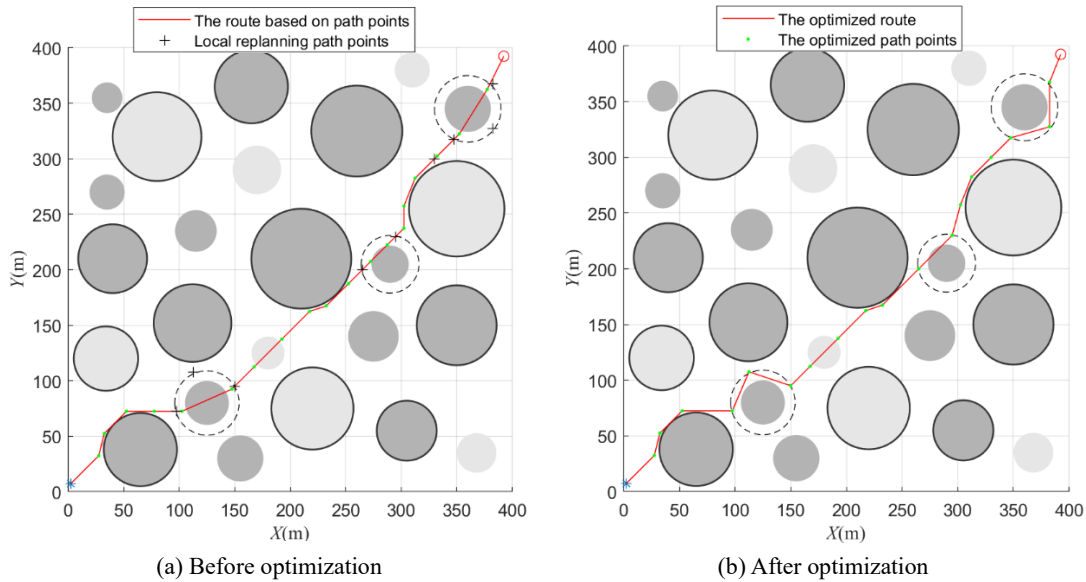 The route based on path points
Local replanning path points
400
350
300
250
200
150
100
50
0
Y(m)
0 50 100 150 200 250 300 350 400
X(m)
(a) Before optimization
The optimized route
The optimized path points
400
350
300
250
200
150
100
50
0
Y(m)
0 50 100 150 200 250 300 350 400
X(m)
(b) After optimization